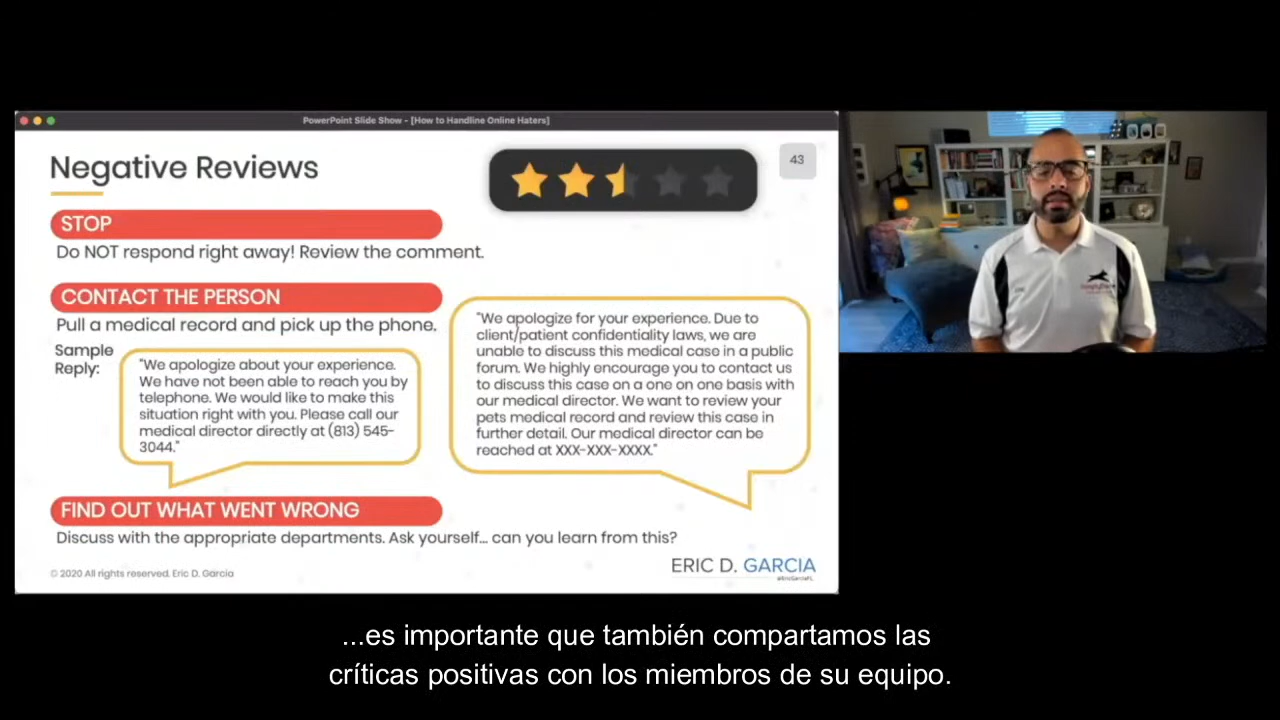 PowerPoint Slide Show - [How to Handline Online Haters]
Negative Reviews
43
STOP
Do NOT respond right away! Review the comment.
CONTACT THE PERSON
Pull a medical record and pick up the phone.
Sample
Reply:
"We apologize about your experience.
We have not been able to reach you by
telephone. We would like to make this
situation right with you. Please call our
medical director directly at (813) 545-
3044."
"We apologize for your experience. Due to
client/patient confidentiality laws, we are
unable to discuss this medical case in a public
forum. We highly encourage you to contact us
to discuss this case on a one on one basis with
our medical director. We want to review your
pets medical record and review this case in
further detail. Our medical director can be
reached at XXX-XXX-XXXX."
FIND OUT WHAT WENT WRONG
Discuss with the appropriate departments. Ask yourself... can you learn from this?
© 2020 All rights reserved. Eric D. Garcia
ERIC D. GARCIA
@EricGarciaFL
...es importante que también compartamos las
críticas positivas con los miembros de su equipo.